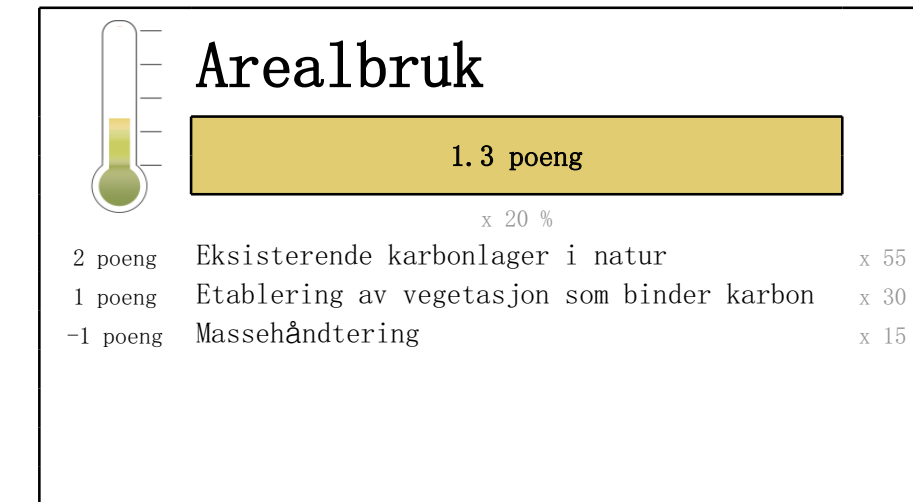 Arealbruk
1.3 poeng
x 20 %
2 poeng Eksisterende karbonlager i natur x 55
1 poeng Etablering av vegetasjon som binder karbon x 30
-1 poeng Massehåndtering x 15